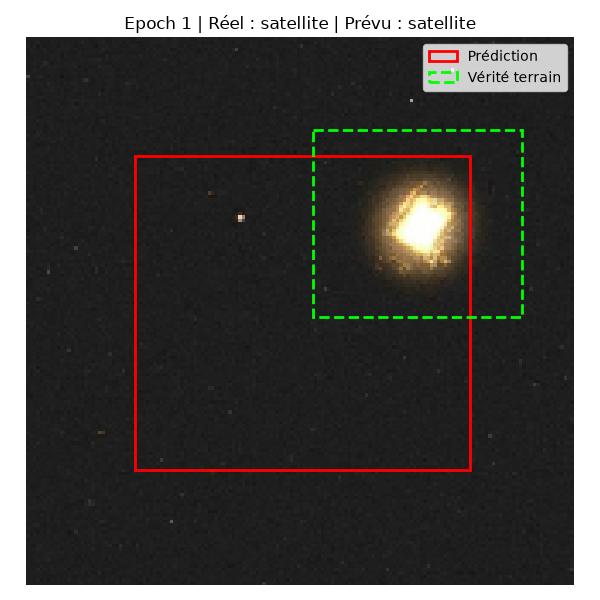 Epoch 1 | Réel : satellite | Prévu : satellite
Prédiction
Vérité terrain